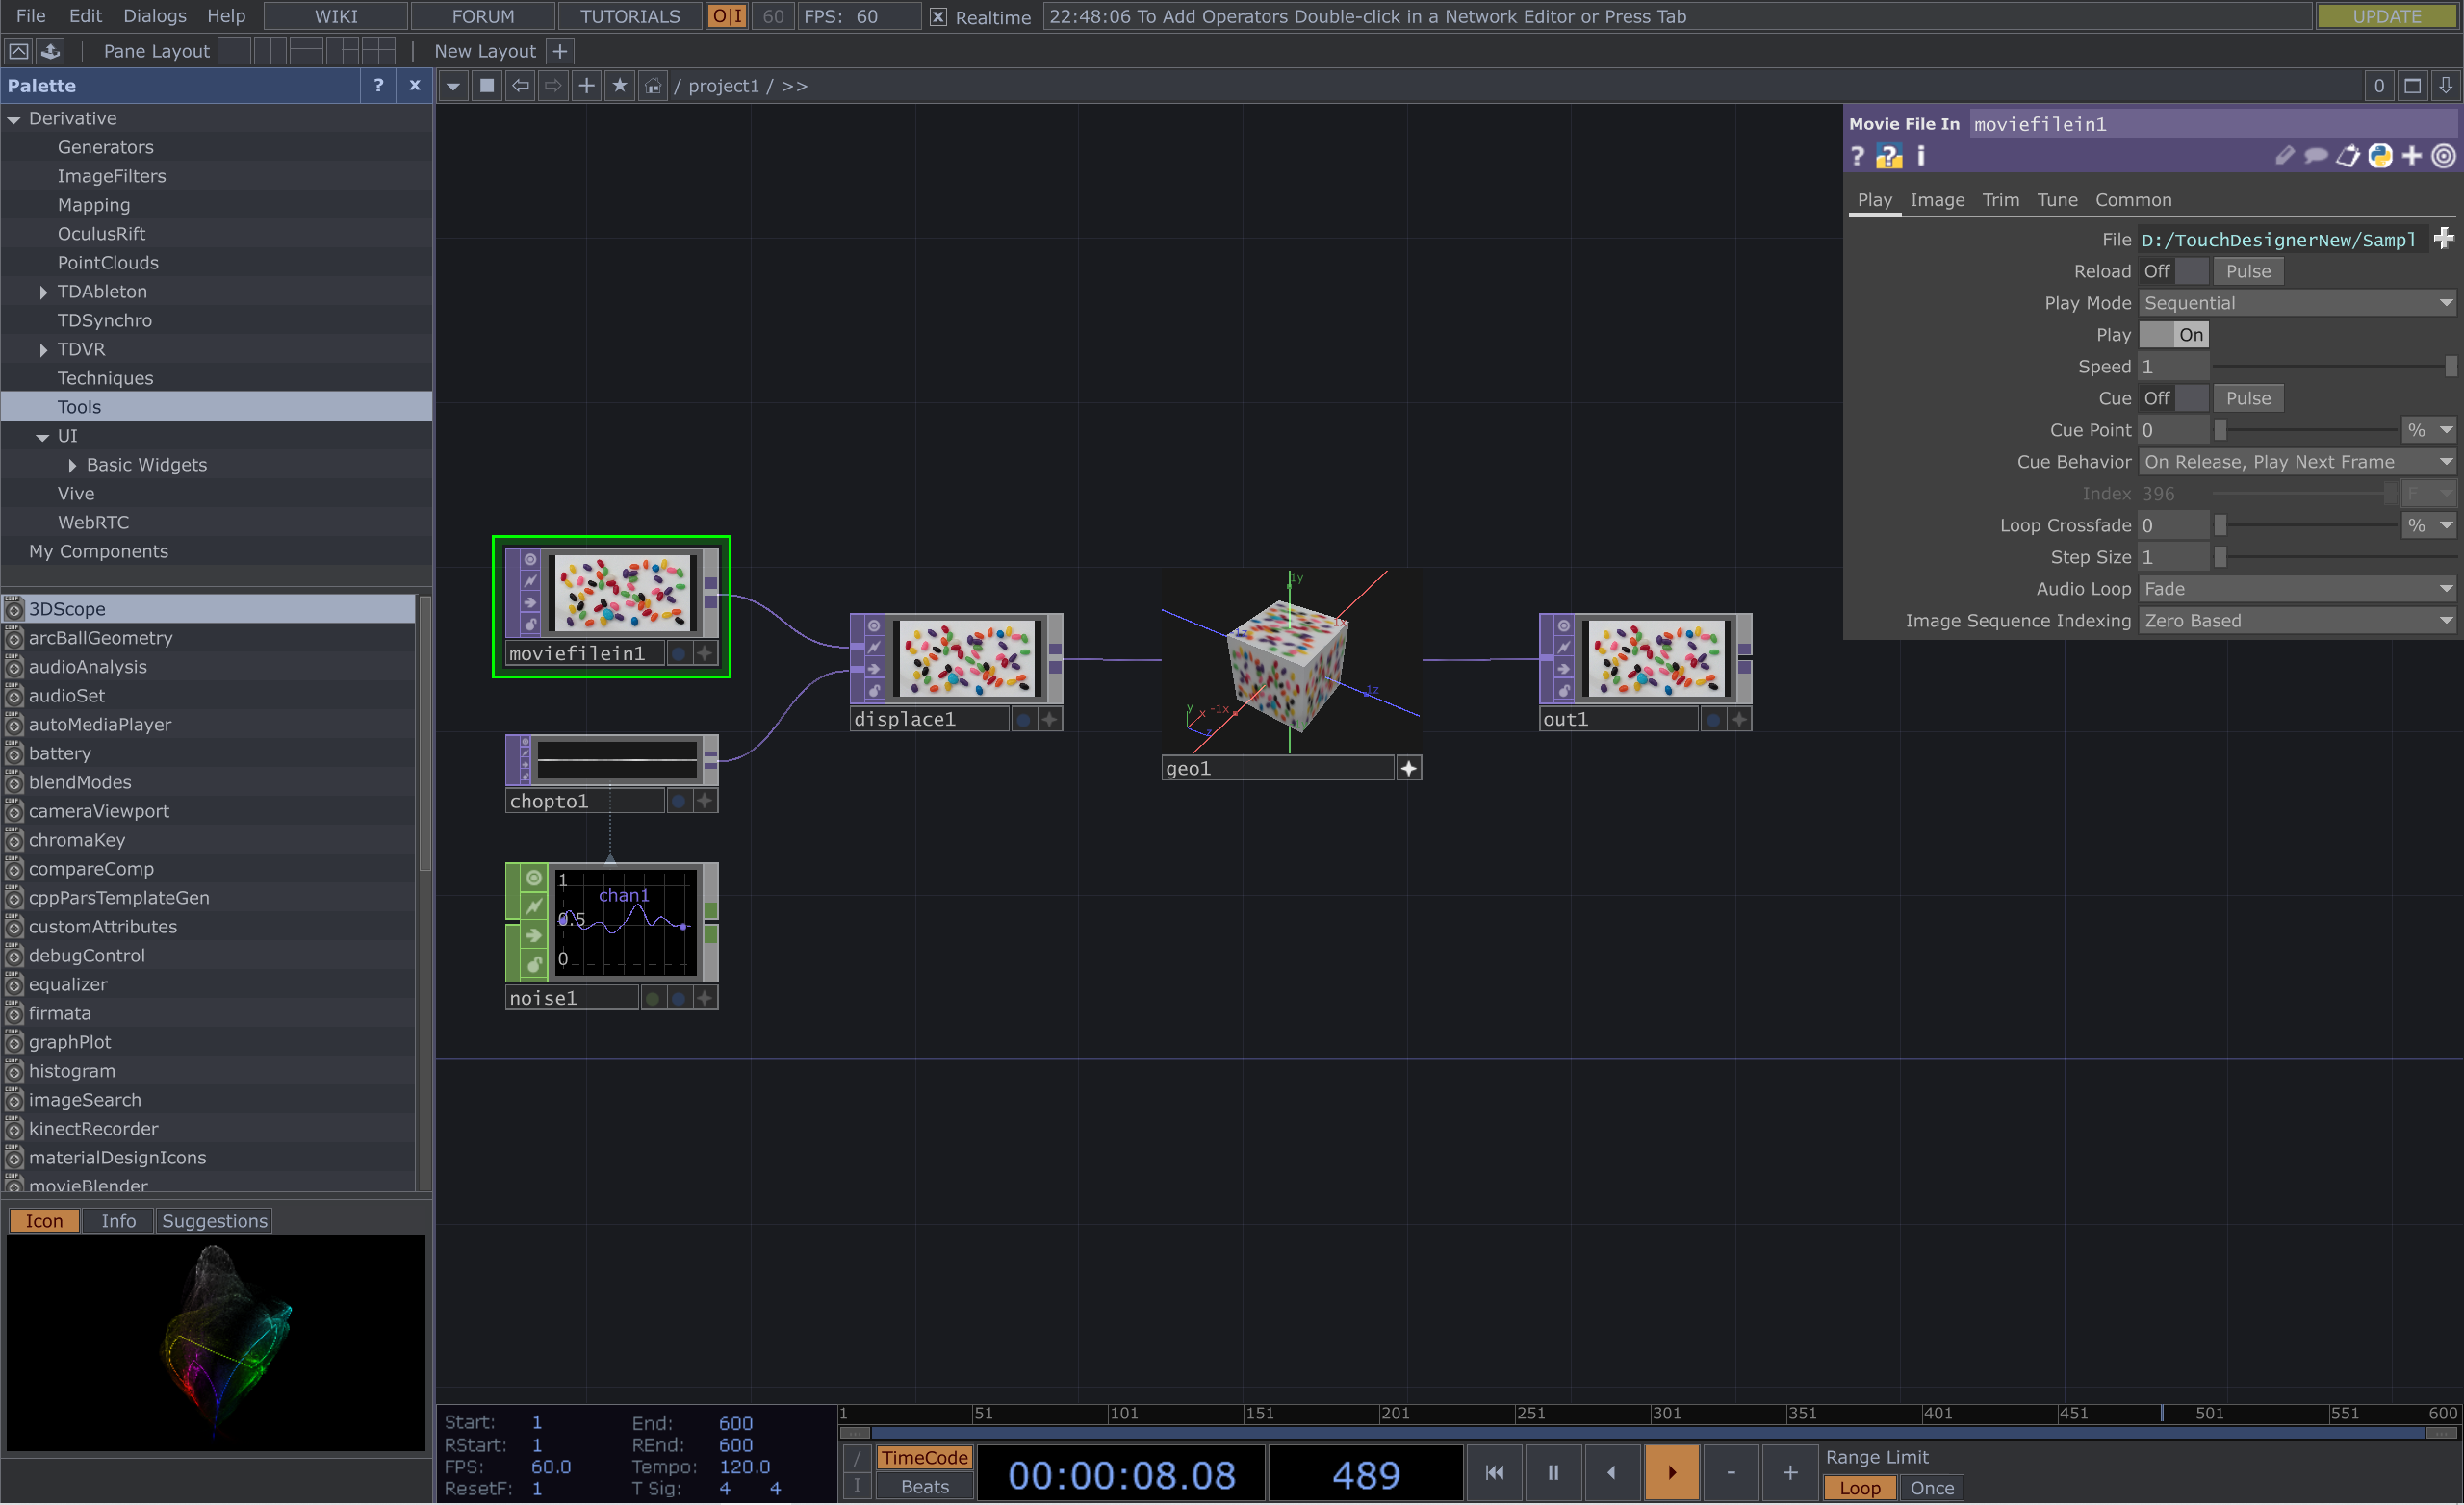 File Edit Dialogs Help WIKI FORUM TUTORIALS O|I 60 FPS: 60 x Realtime 22:48:06 To Add Operators Double-click in a Network Editor or Press Tab UPDATE
Pane Layout New Layout +
Palette ? x
/ project1 / >> 0
Derivative
Generators
ImageFilters
Mapping
OculusRift
PointClouds
TDAbleton
TDSynchro
TDVR
Techniques
Tools
UI
Basic Widgets
Vive
WebRTC
My Components
3DScope
arcBallGeometry
audioAnalysis
audioSet
autoMediaPlayer
battery
blendModes
cameraViewport
chromaKey
compareComp
cppParsTemplateGen
customAttributes
debugControl
equalizer
firmata
graphPlot
histogram
imageSearch
kinectRecorder
materialDesignIcons
movieBlender
Icon Info Suggestions
moviefilein1
chopto1
1
chan1
0.5
0
noise1
displace1
1y
1x
-1x
1z
y
x
z
geo1
out1
Movie File In moviefilein1
? ? i
Play Image Trim Tune Common
File D:/TouchDesignerNew/Sampl
Reload Off Pulse
Play Mode Sequential
Play On
Speed 1
Cue Off Pulse
Cue Point 0 %
Cue Behavior On Release, Play Next Frame
Index 396 F
Loop Crossfade 0 %
Step Size 1
Audio Loop Fade
Image Sequence Indexing Zero Based
Start: 1 End: 600
RStart: 1 REnd: 600
FPS: 60.0 Tempo: 120.0
ResetF: 1 T Sig: 4 4
1 51 101 151 201 251 301 351 401 451 501 551 600
/ TimeCode
I Beats
00:00:08.08 489
- +
Range Limit
Loop Once